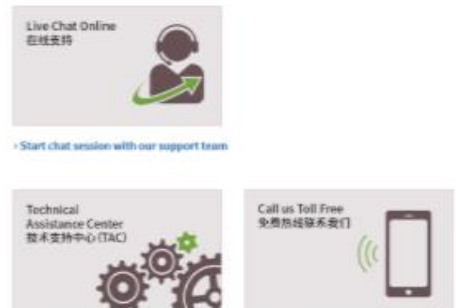 Live Chat Online
在线支持
› Start chat session with our support team
Technical
Assistance Center
技术支持中心 (TAC)
Call us Toll Free
免费热线联系我们